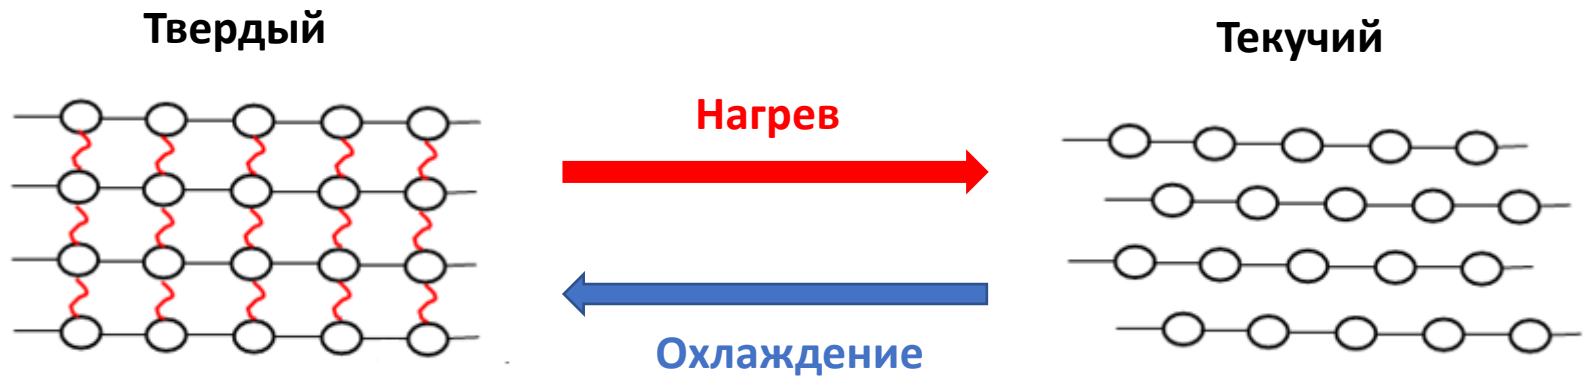 Твердый
Текучий
Нагрев
Охлаждение